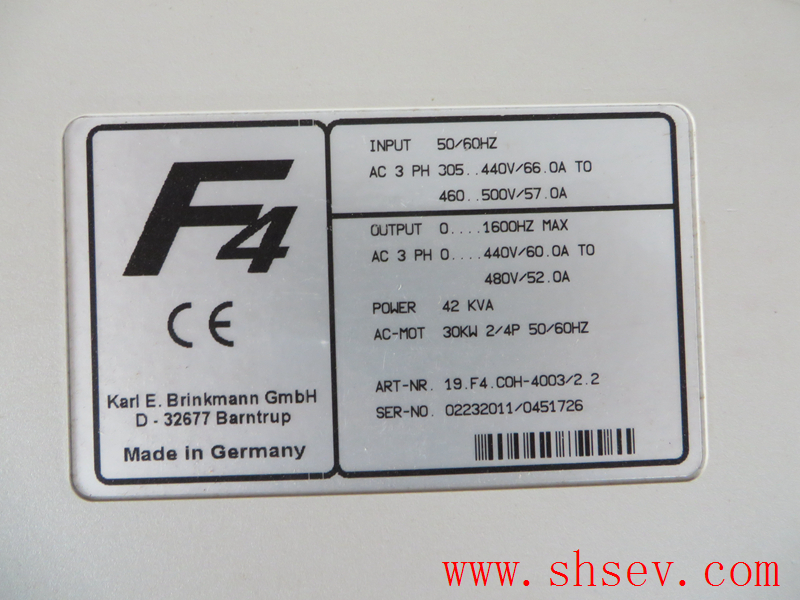 F4
CE
Karl E. Brinkmann GmbH
D - 32677 Barntrup
Made in Germany
INPUT 50/60HZ
AC 3 PH 305..440V/66.0A TO
460..500V/57.0A
OUTPUT 0....1600HZ MAX
AC 3 PH 0....440V/60.0A TO
480V/52.0A
POWER 42 KVA
AC-MOT 30KW 2/4P 50/60HZ
ART-NR. 19.F4.C0H-4003/2.2
SER-NO. 02232011/0451726
www.shsev.com